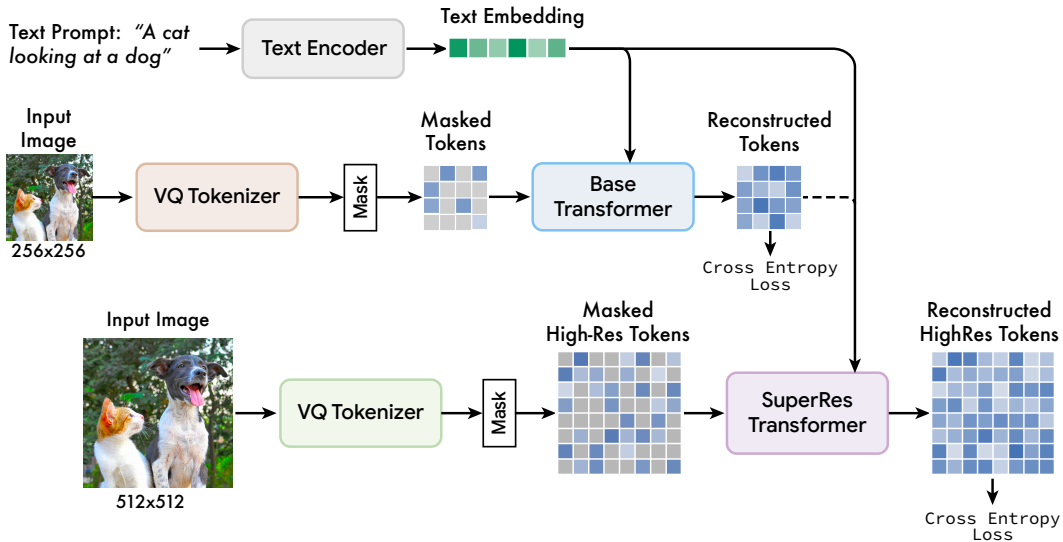 Text Prompt: “A cat
looking at a dog”
Text Encoder
Text Embedding
Input
Image
256x256
VQ Tokenizer
Mask
Masked
Tokens
Base
Transformer
Reconstructed
Tokens
Cross Entropy
Loss
Input Image
512x512
VQ Tokenizer
Mask
Masked
High-Res Tokens
SuperRes
Transformer
Reconstructed
HighRes Tokens
Cross Entropy
Loss